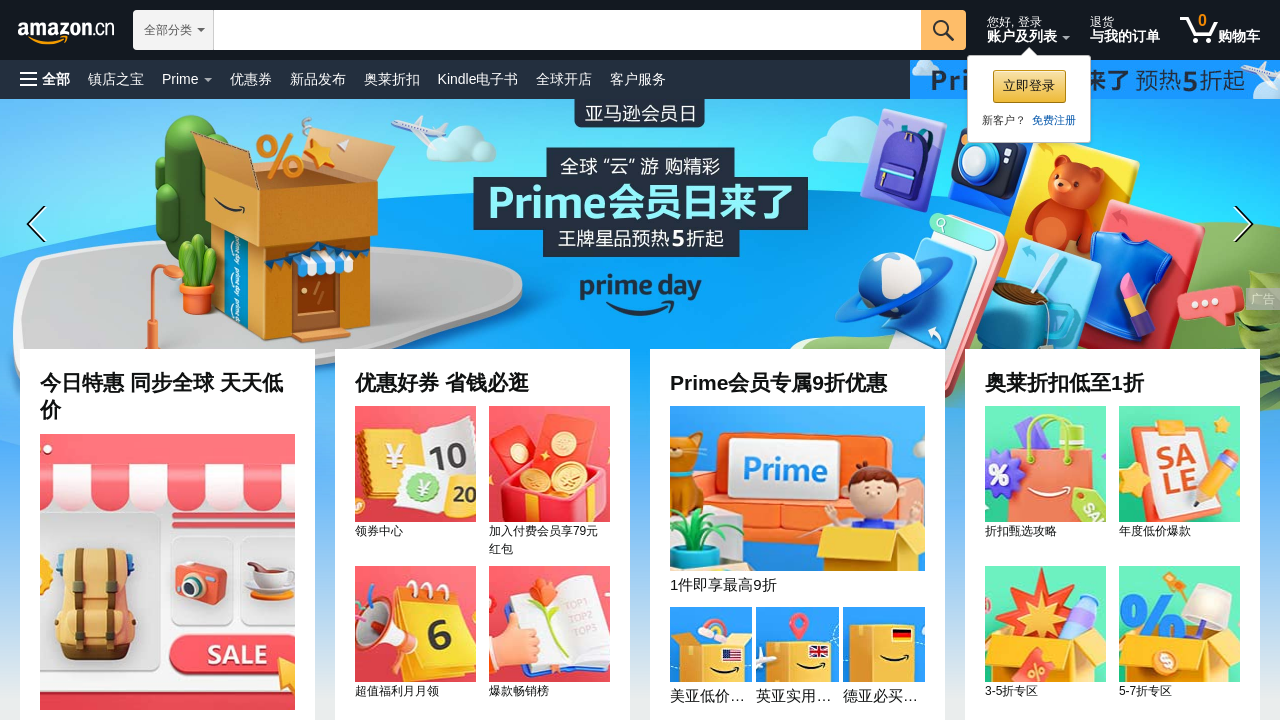 amazon.cn
全部分类
您好, 登录
账户及列表
退货
与我的订单
0
购物车
全部
镇店之宝
Prime
优惠券
新品发布
奥莱折扣
Kindle电子书
全球开店
客户服务
了 预热5折起
立即登录
新客户？ 免费注册
亚马逊会员日
全球 “云” 游 购精彩
Prime会员日来了
王牌星品预热5折起
prime day
广告
今日特惠 同步全球 天天低
价
SALE
优惠好券 省钱必逛
¥ 10
¥ 20
领券中心
加入付费会员享79元
红包
6
超值福利月月领
TOP1
TOP2
TOP3
爆款畅销榜
Prime会员专属9折优惠
Prime
1件即享最高9折
美亚低价…
英亚实用…
德亚必买…
奥莱折扣低至1折
%
SALE
折扣甄选攻略
SALE
年度低价爆款
3-5折专区
%
5-7折专区